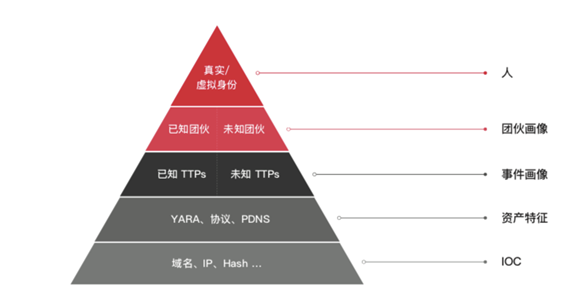 真实/
虚拟身份
人
已知团伙 未知团伙
团伙画像
已知 TTPs 未知 TTPs
事件画像
YARA、协议、PDNS
资产特征
域名、IP、Hash ...
IOC